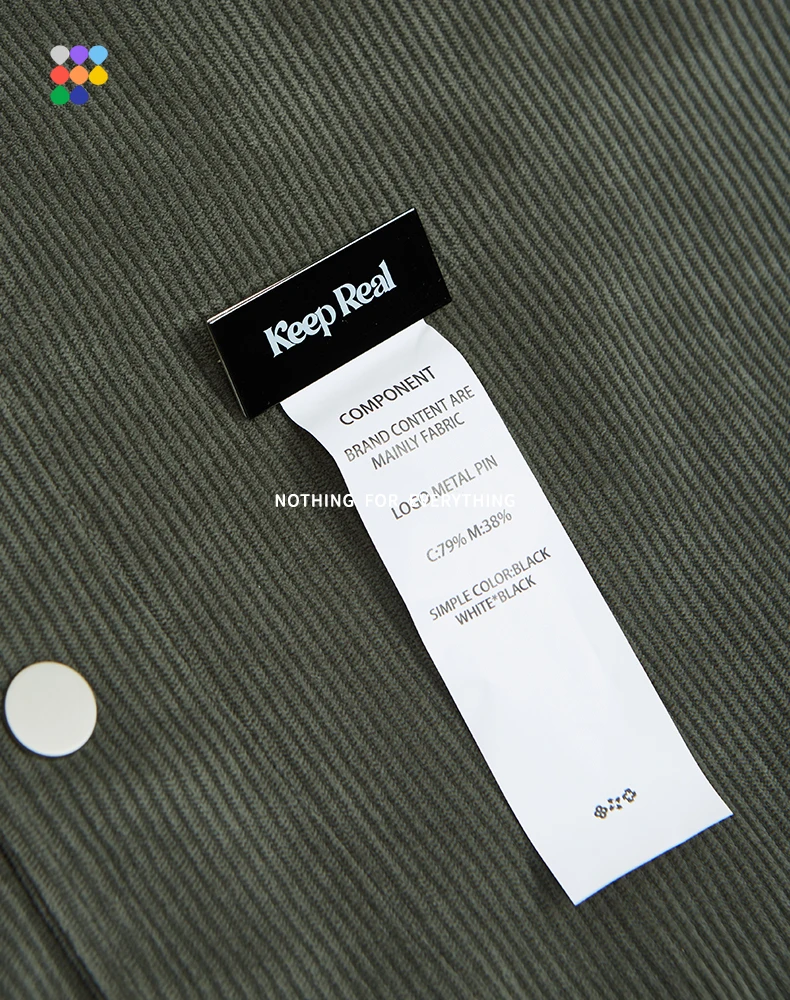 Keep Real
COMPONENT
BRAND CONTENT ARE
MAINLY FABRIC
LOGO METAL PIN
NOTHING FOR EVERYTHING
C:79% M:38%
SIMPLE COLOR:BLACK
WHITE*BLACK